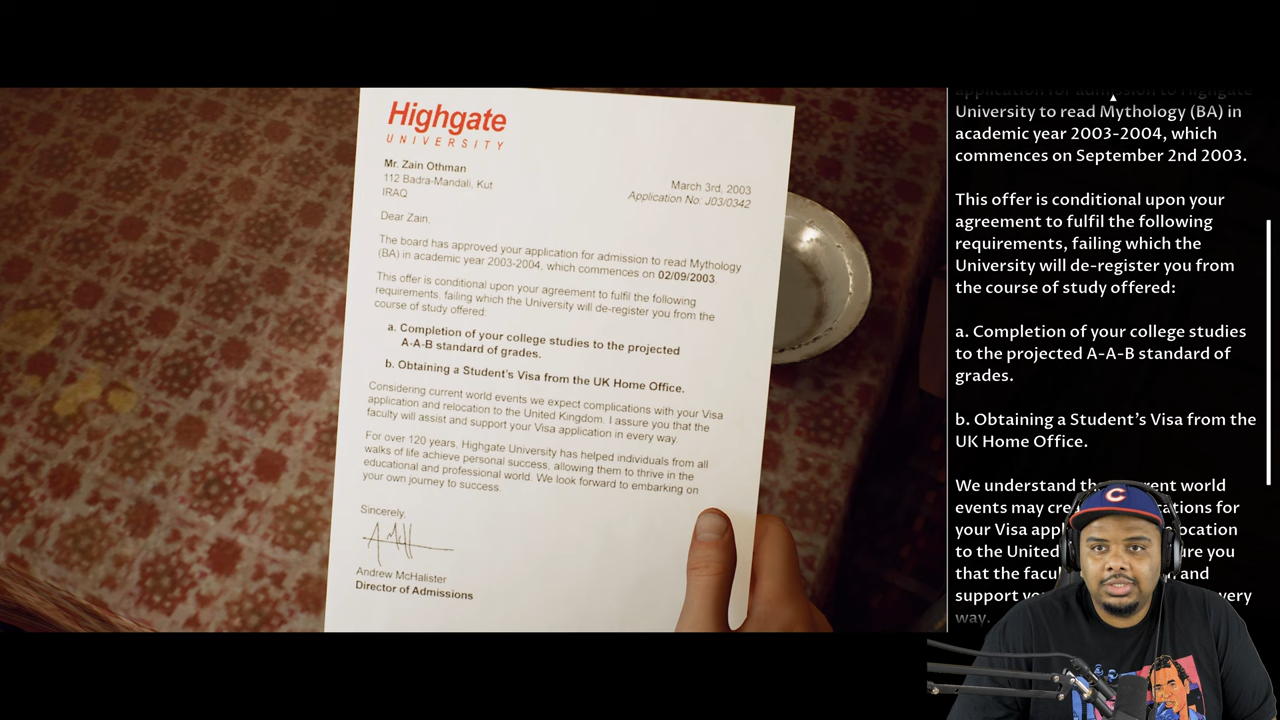 Highgate
UNIVERSITY
Mr. Zain Othman
112 Badra-Mandali, Kut
IRAQ
March 3rd, 2003
Application No: J03/0342
Dear Zain,
The board has approved your application for admission to read Mythology
(BA) in academic year 2003-2004, which commences on 02/09/2003.
This offer is conditional upon your agreement to fulfil the following
requirements, failing which the University will de-register you from the
course of study offered:
a. Completion of your college studies to the projected
A-A-B standard of grades.
b. Obtaining a Student's Visa from the UK Home Office.
Considering current world events we expect complications with your Visa
application and relocation to the United Kingdom. I assure you that the
faculty will assist and support your Visa application in every way.
For over 120 years, Highgate University has helped individuals from all
walks of life achieve personal success, allowing them to thrive in the
educational and professional world. We look forward to embarking on
your own journey to success.
Sincerely,
Andrew McHalister
Director of Admissions
application for admission to Highgate
University to read Mythology (BA) in
academic year 2003-2004, which
commences on September 2nd 2003.
This offer is conditional upon your
agreement to fulfil the following
requirements, failing which the
University will de-register you from
the course of study offered:
a. Completion of your college studies
to the projected A-A-B standard of
grades.
b. Obtaining a Student's Visa from the
UK Home Office.
We understand world
events may for
your Visa
to the United you
that the and
support every
way.
C